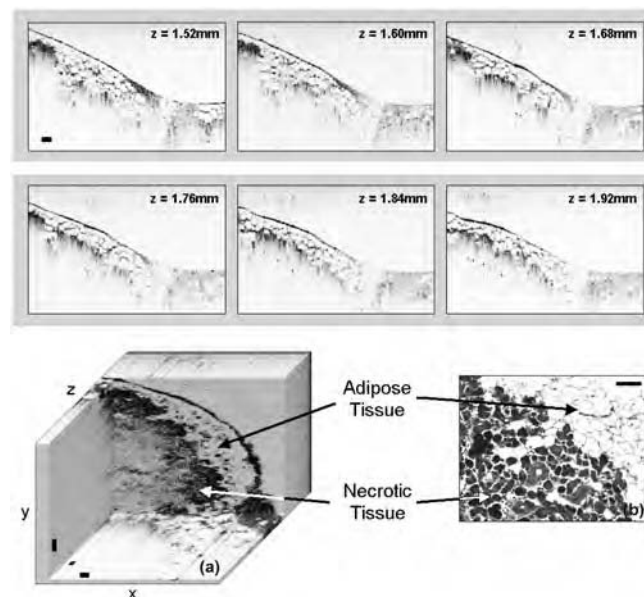 z = 1.52mm
z = 1.60mm
z = 1.68mm
z = 1.76mm
z = 1.84mm
z = 1.92mm
z
Adipose
Tissue
y
Necrotic
Tissue
(a)
(b)
x